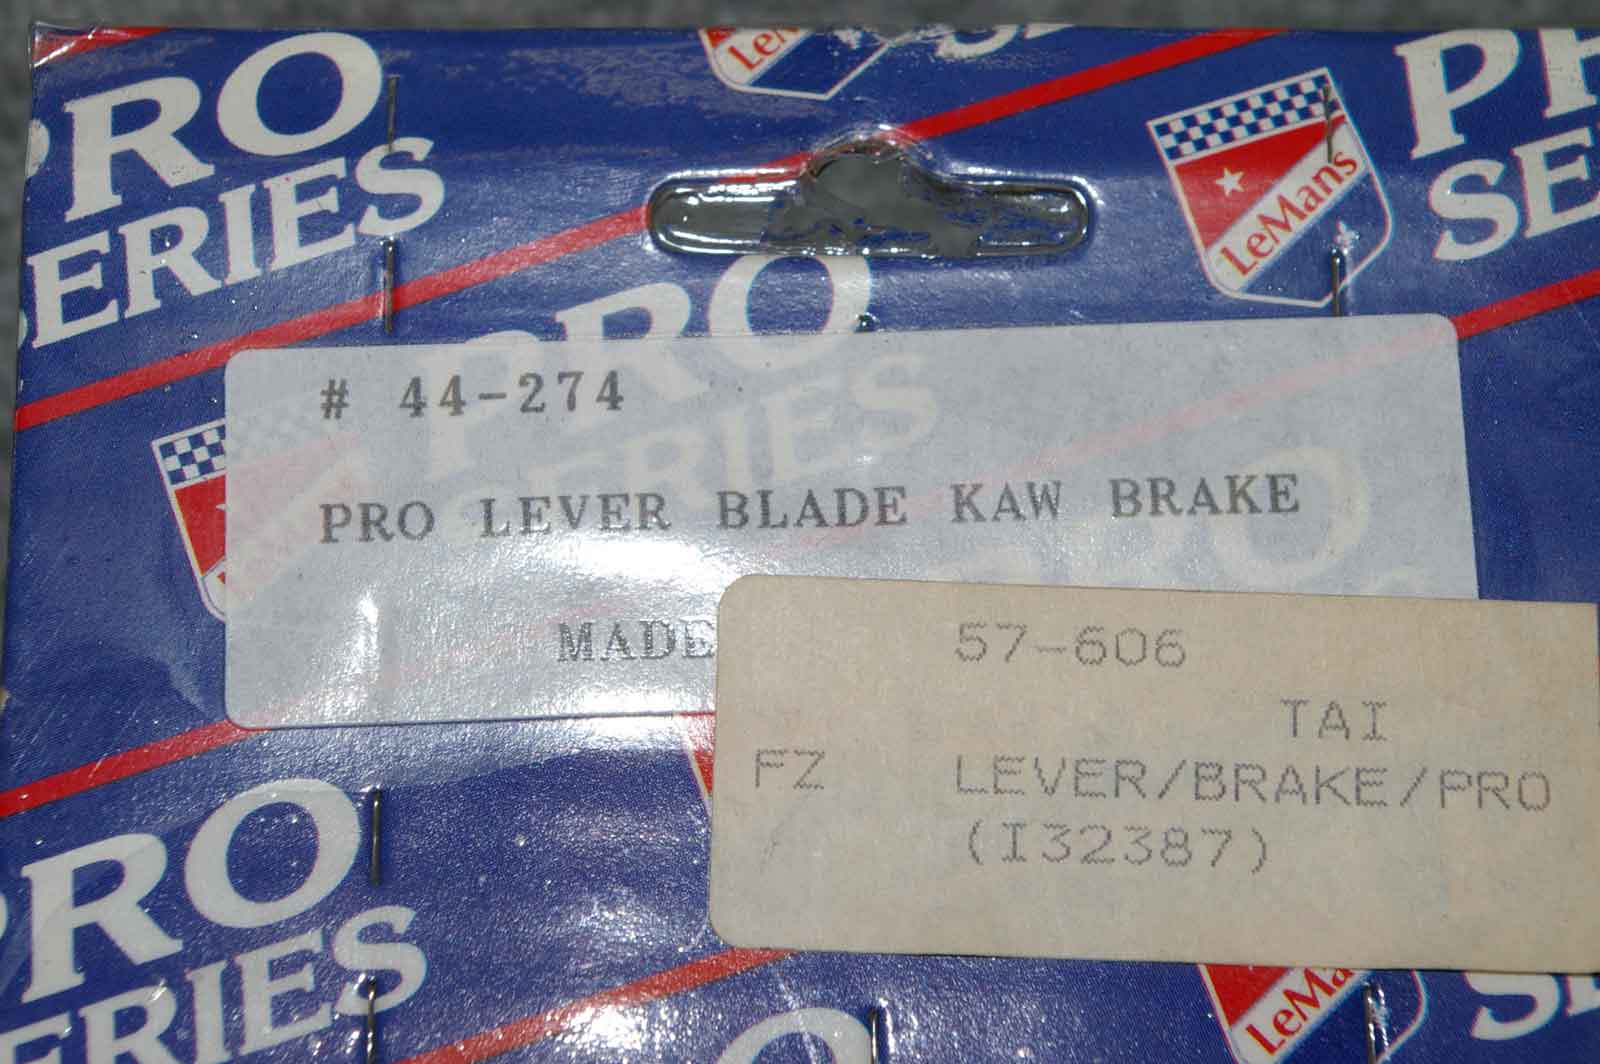 PRO
SERIES
LeMans
PRO
SERIES
# 44-274
PRO LEVER BLADE KAW BRAKE
MADE
57-606
TAI
FZ LEVER/BRAKE/PRO
(I32387)
PRO
SERIES